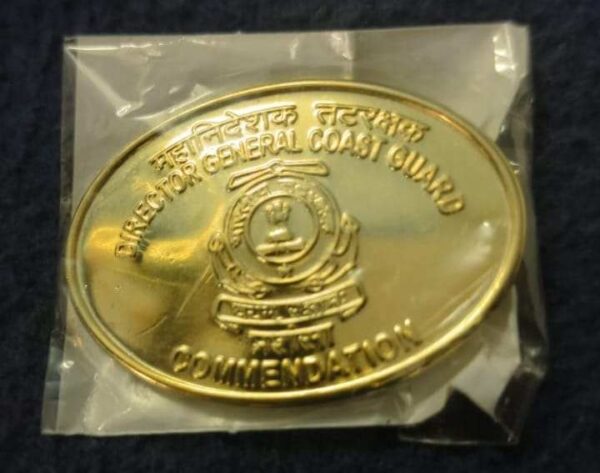 महानिदेशक तटरक्षक
DIRECTOR GENERAL COAST GUARD
COMMENDATION